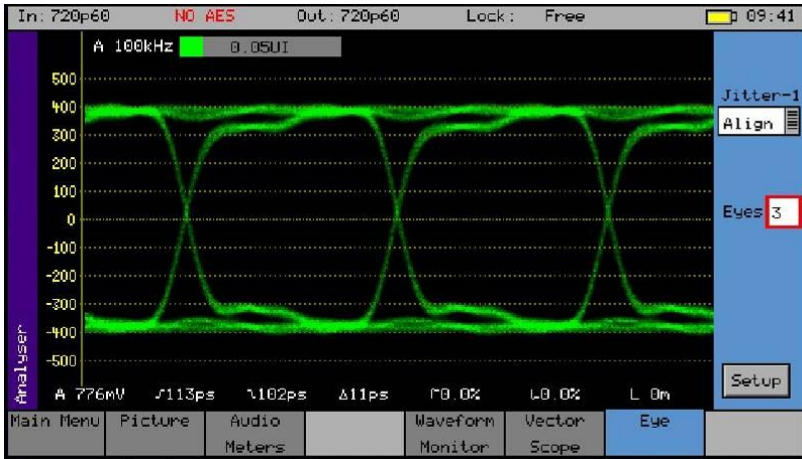 In: 720p60 NO AES Out: 720p60 Lock: Free 09:41
A 100kHz 0.05UI
500
400
300
200
100
0
-100
-200
-300
-400
-500
Analyser
Jitter-1
Align
Eyes 3
Setup
A 776mV 113ps 102ps Δ11ps 0.0% 0.0% L 0m
Main Menu Picture Audio Meters Waveform Monitor Vector Scope Eye